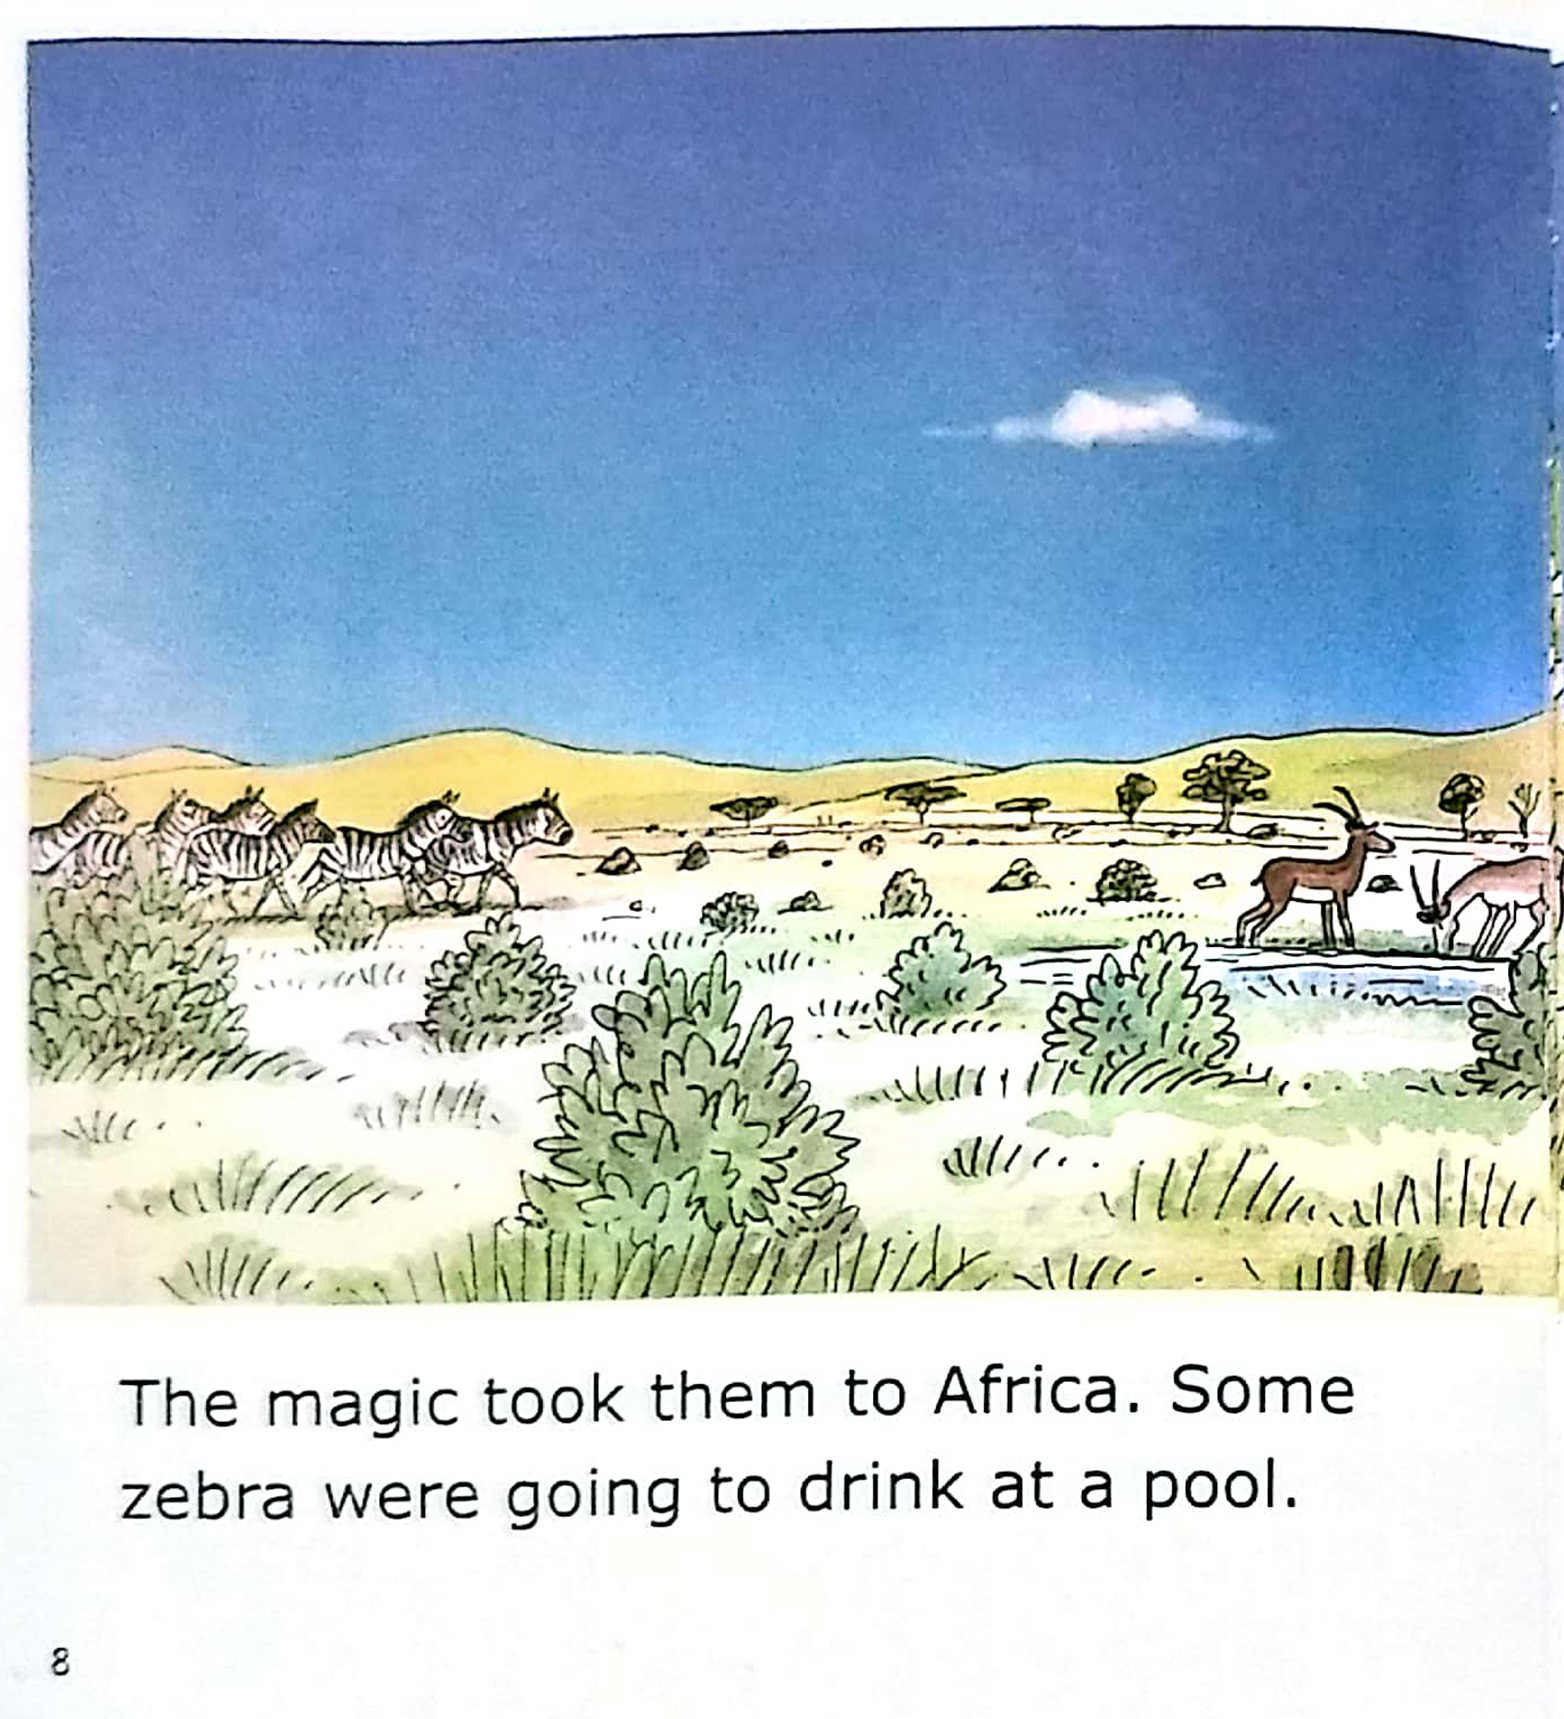 The magic took them to Africa. Some
zebra were going to drink at a pool.
8